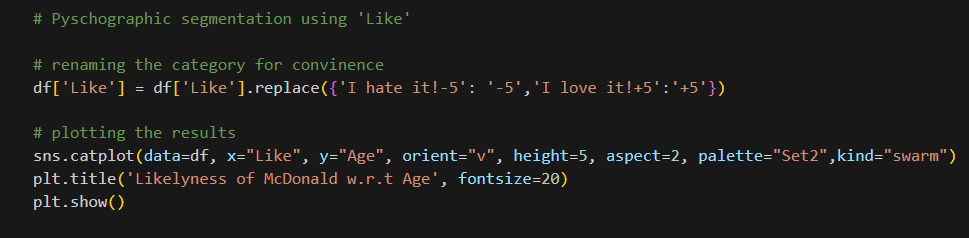 # Pyschographic segmentation using 'Like'
# renaming the category for convinence
df['Like'] = df['Like'].replace({'I hate it!-5': '-5','I love it!+5':'+5'})
# plotting the results
sns.catplot(data=df, x="Like", y="Age", orient="v", height=5, aspect=2, palette="Set2",kind="swarm")
plt.title('Likelyness of McDonald w.r.t Age', fontsize=20)
plt.show()